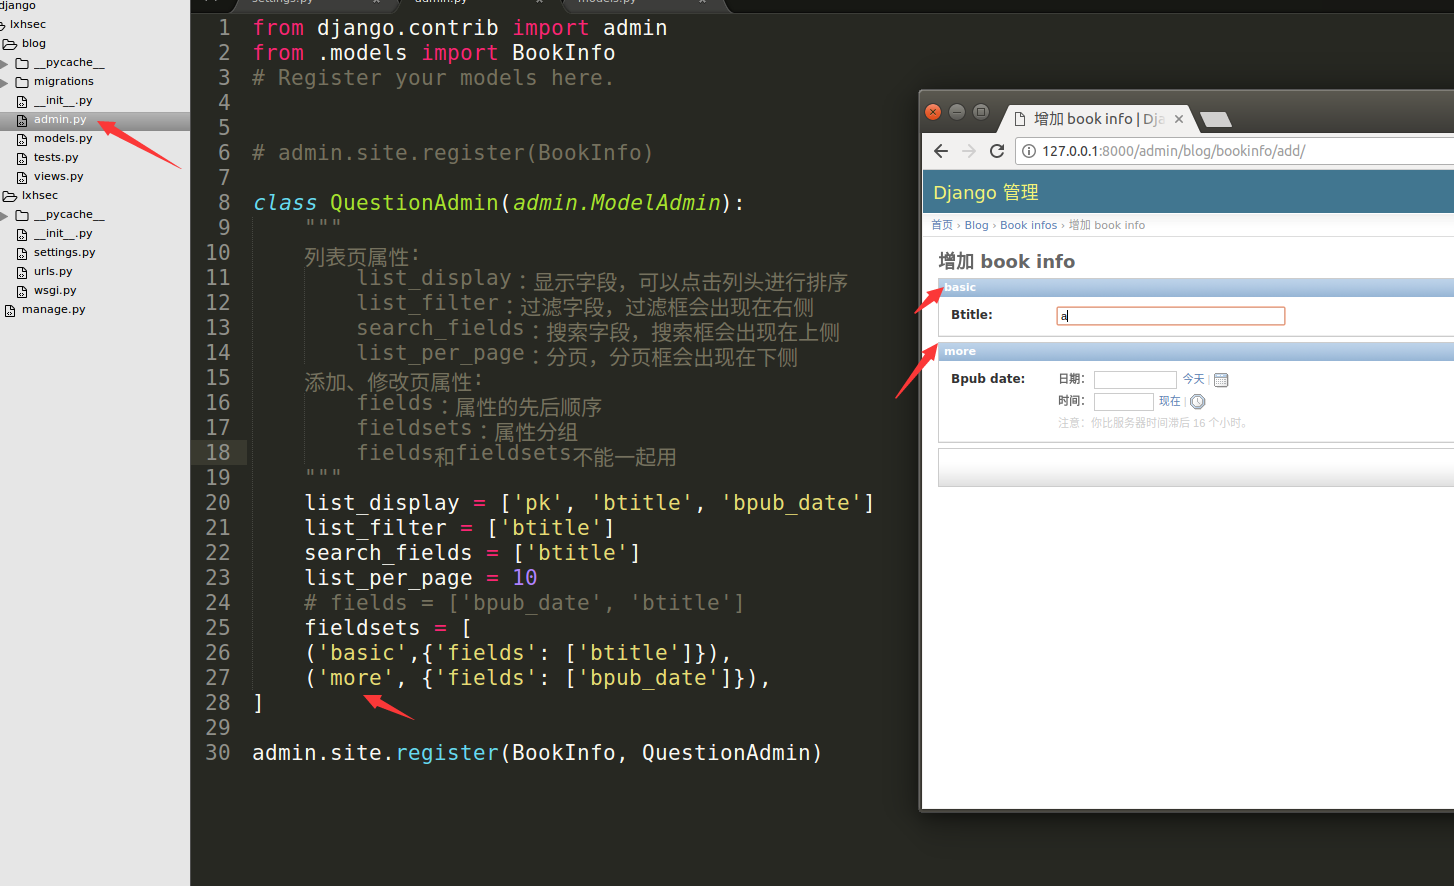 django
lxhsec
blog
__pycache__
migrations
__init__.py
admin.py
models.py
tests.py
views.py
lxhsec
__pycache__
__init__.py
settings.py
urls.py
wsgi.py
manage.py
settings.py
admin.py
models.py
1 from django.contrib import admin
2 from .models import BookInfo
3 # Register your models here.
4
5
6 # admin.site.register(BookInfo)
7
8 class QuestionAdmin(admin.ModelAdmin):
9 """
10 列表页属性：
11 list_display：显示字段，可以点击列头进行排序
12 list_filter：过滤字段，过滤框会出现在右侧
13 search_fields：搜索字段，搜索框会出现在上侧
14 list_per_page：分页，分页框会出现在下侧
15 添加、修改页属性：
16 fields：属性的先后顺序
17 fieldsets：属性分组
18 fields和fieldsets不能一起用
19 """
20 list_display = ['pk', 'btitle', 'bpub_date']
21 list_filter = ['btitle']
22 search_fields = ['btitle']
23 list_per_page = 10
24 # fields = ['bpub_date', 'btitle']
25 fieldsets = [
26 ('basic',{'fields': ['btitle']}),
27 ('more', {'fields': ['bpub_date']}),
28 ]
29
30 admin.site.register(BookInfo, QuestionAdmin)
增加 book info | Dja
127.0.0.1:8000/admin/blog/bookinfo/add/
Django 管理
首页 › Blog › Book infos › 增加 book info
增加 book info
basic
Btitle: a
more
Bpub date: 日期： 今天 |
时间： 现在 |
注意：你比服务器时间滞后 16 个小时。